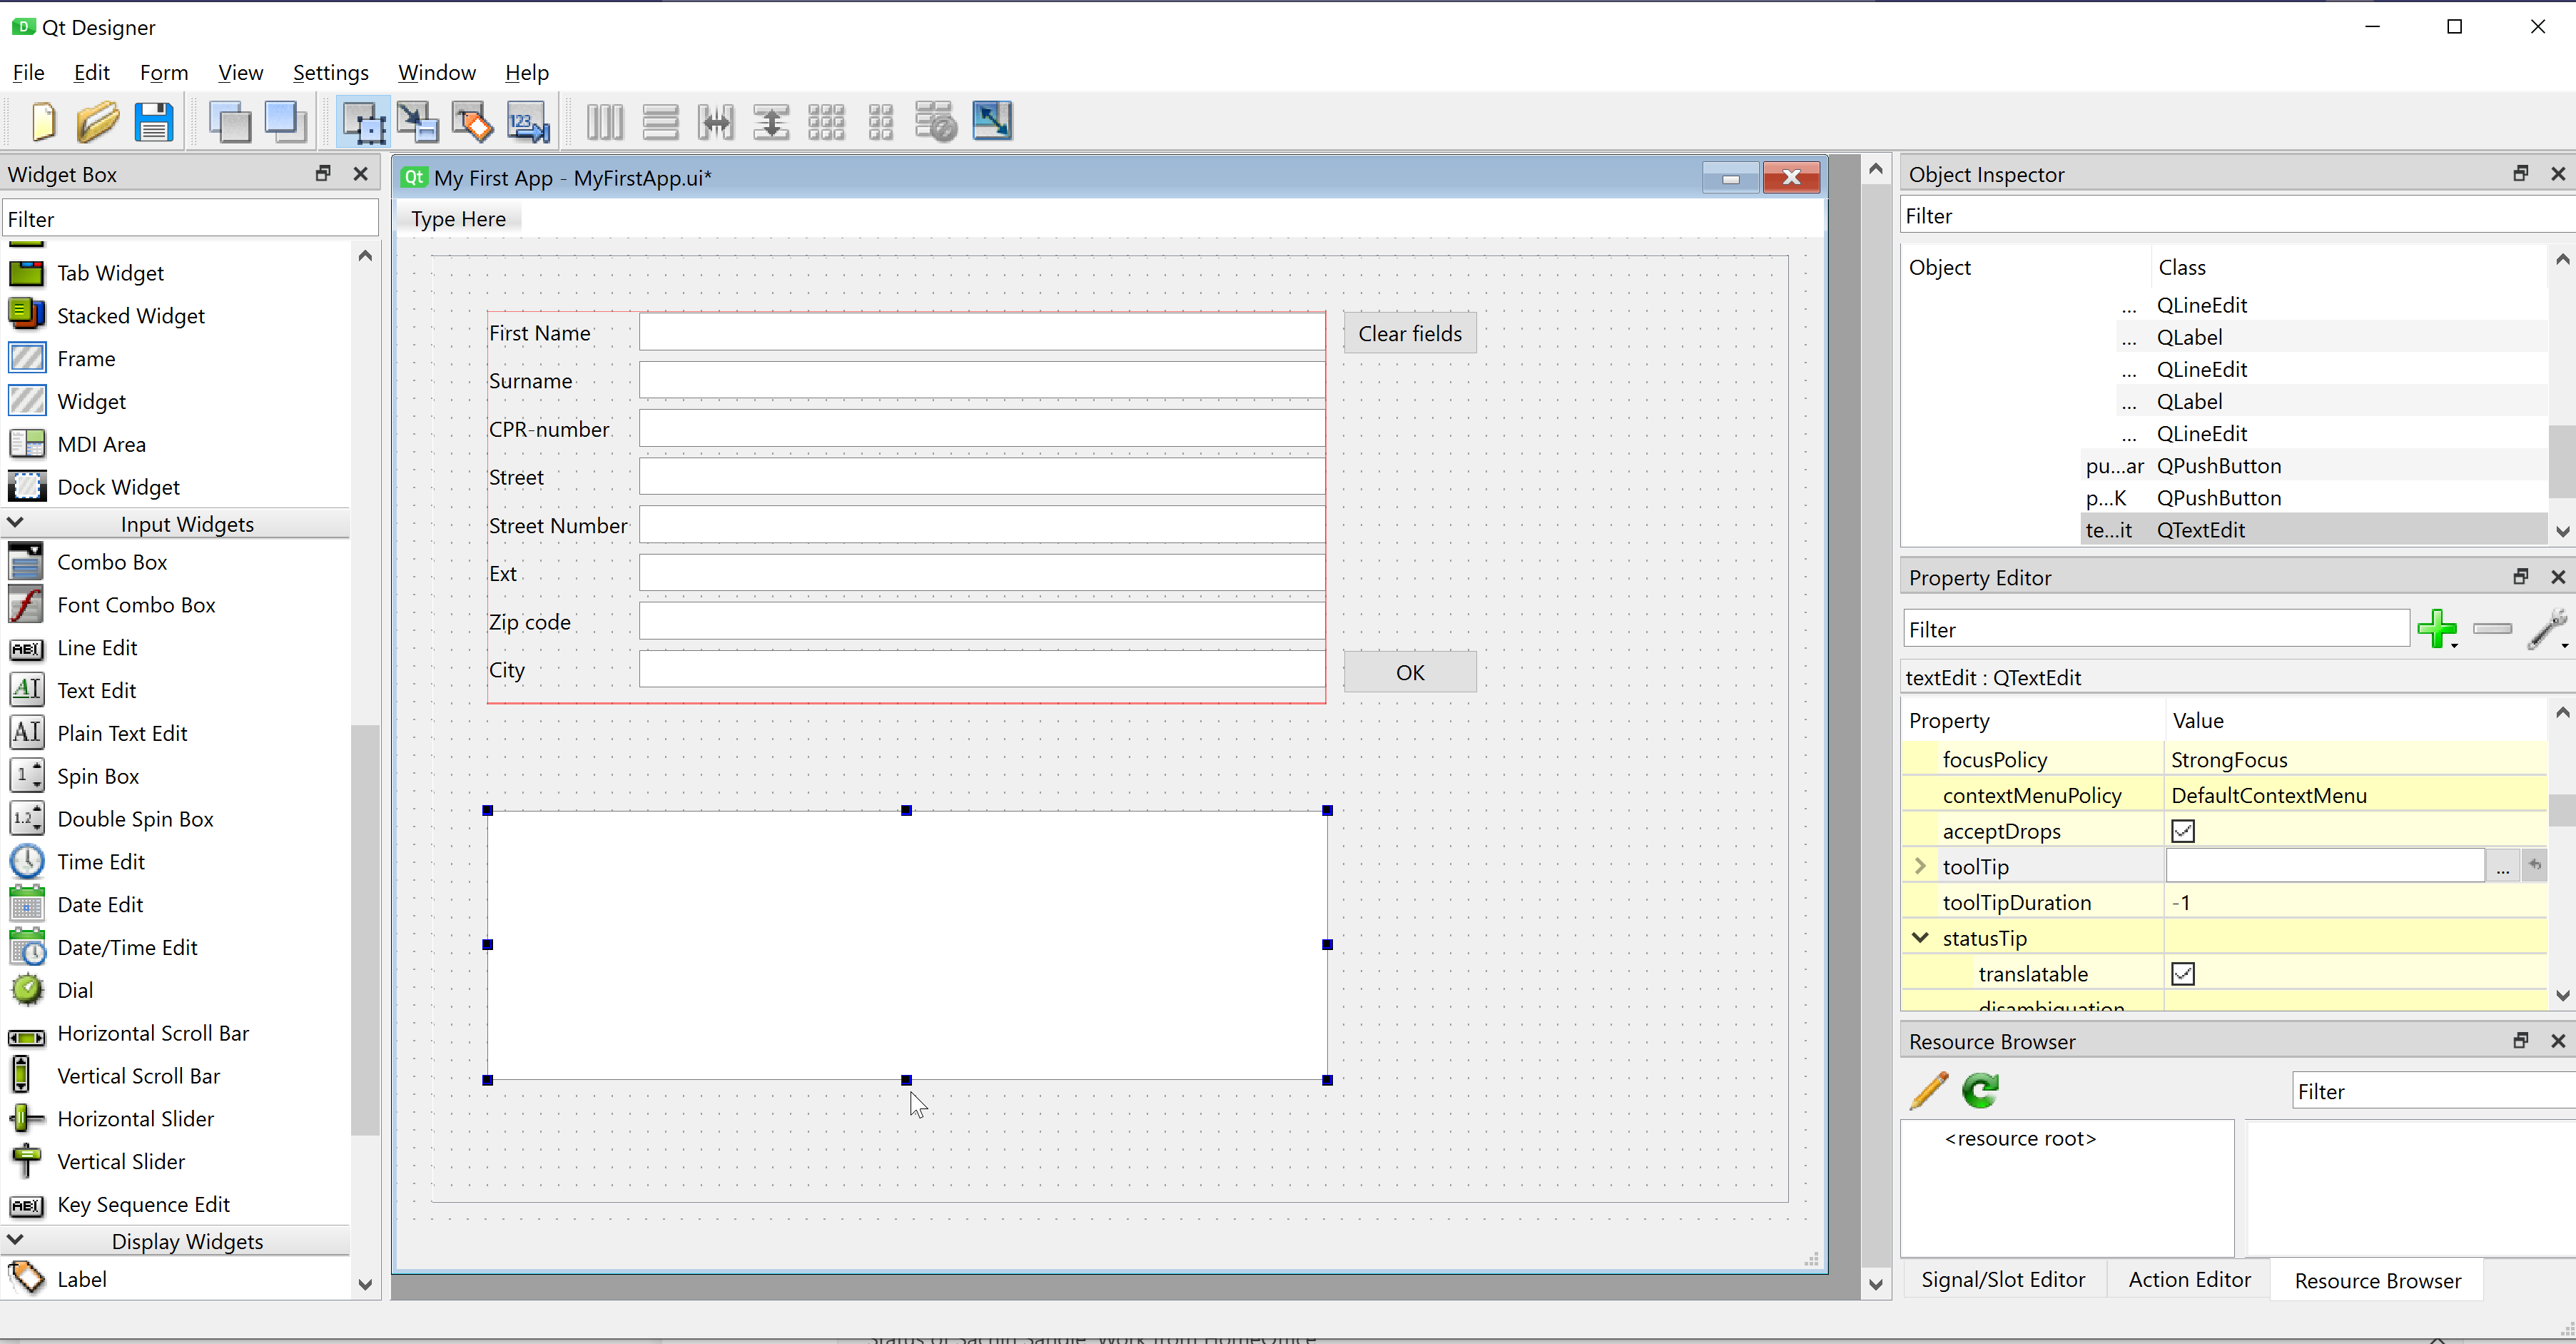 Qt Designer
File Edit Form View Settings Window Help
Widget Box
Filter
Tab Widget
Stacked Widget
Frame
Widget
MDI Area
Dock Widget
Input Widgets
Combo Box
Font Combo Box
Line Edit
Text Edit
Plain Text Edit
Spin Box
Double Spin Box
Time Edit
Date Edit
Date/Time Edit
Dial
Horizontal Scroll Bar
Vertical Scroll Bar
Horizontal Slider
Vertical Slider
Key Sequence Edit
Display Widgets
Label
My First App - MyFirstApp.ui*
Type Here
First Name
Clear fields
Surname
CPR-number
Street
Street Number
Ext
Zip code
City
OK
Object Inspector
Filter
Object Class
... QLineEdit
... QLabel
... QLineEdit
... QLabel
... QLineEdit
pu...ar QPushButton
p...K QPushButton
te...it QTextEdit
Property Editor
Filter
textEdit : QTextEdit
Property Value
focusPolicy StrongFocus
contextMenuPolicy DefaultContextMenu
acceptDrops
toolTip ...
toolTipDuration -1
statusTip
translatable
disambiguation
Resource Browser
Filter
<resource root>
Signal/Slot Editor Action Editor Resource Browser